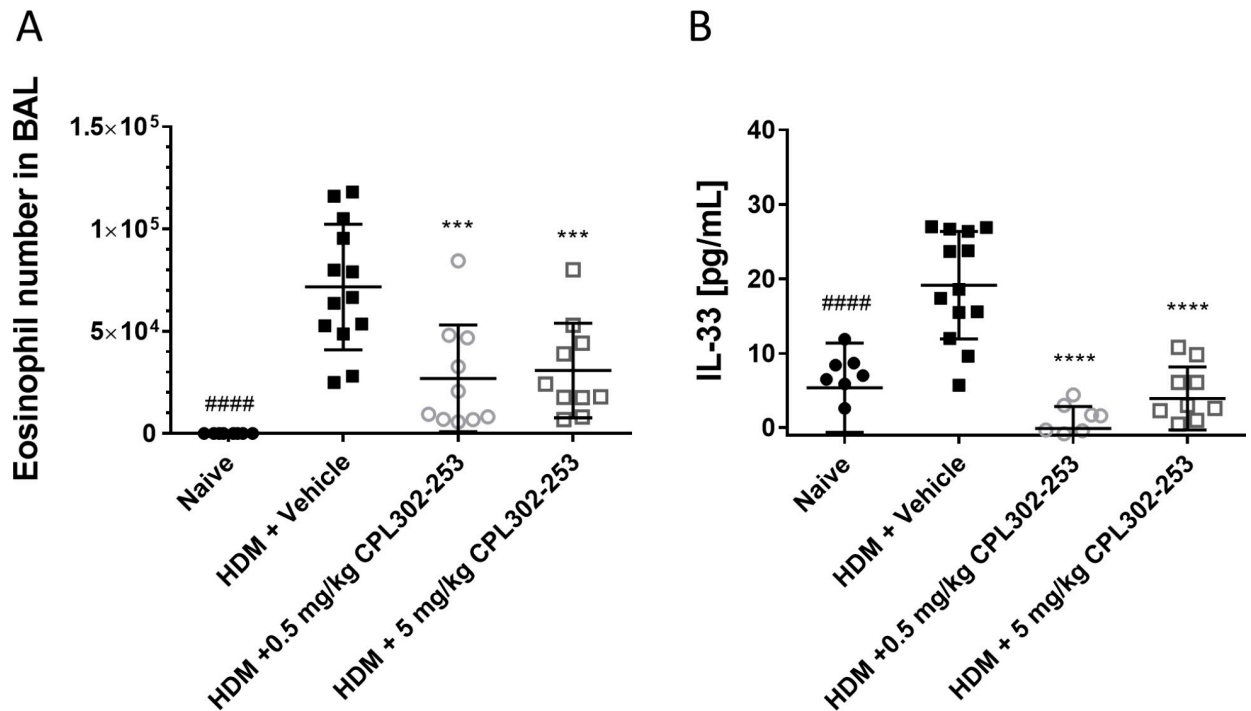 A
Eosinophil number in BAL
1.5×10⁵
1×10⁵
5×10⁴
0
####
***
***
Naive
HDM + Vehicle
HDM +0.5 mg/kg CPL302-253
HDM + 5 mg/kg CPL302-253
B
IL-33 [pg/mL]
40
30
20
10
0
####
****
****
Naive
HDM + Vehicle
HDM +0.5 mg/kg CPL302-253
HDM + 5 mg/kg CPL302-253